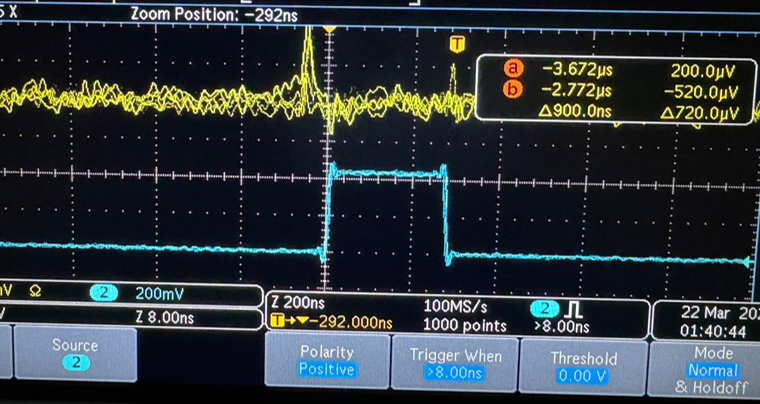 5 X Zoom Position: −292ns
T
a −3.672µs 200.0µV
b −2.772µs −520.0µV
Δ900.0ns Δ720.0µV
V Ω 2 200mV
Z 8.00ns
Z 200ns 100MS/s
T→▼−292.000ns 1000 points
2 >8.00ns
22 Mar 20
01:40:44
Source
2
Polarity
Positive
Trigger When
>8.00ns
Threshold
0.00 V
Mode
Normal
& Holdoff